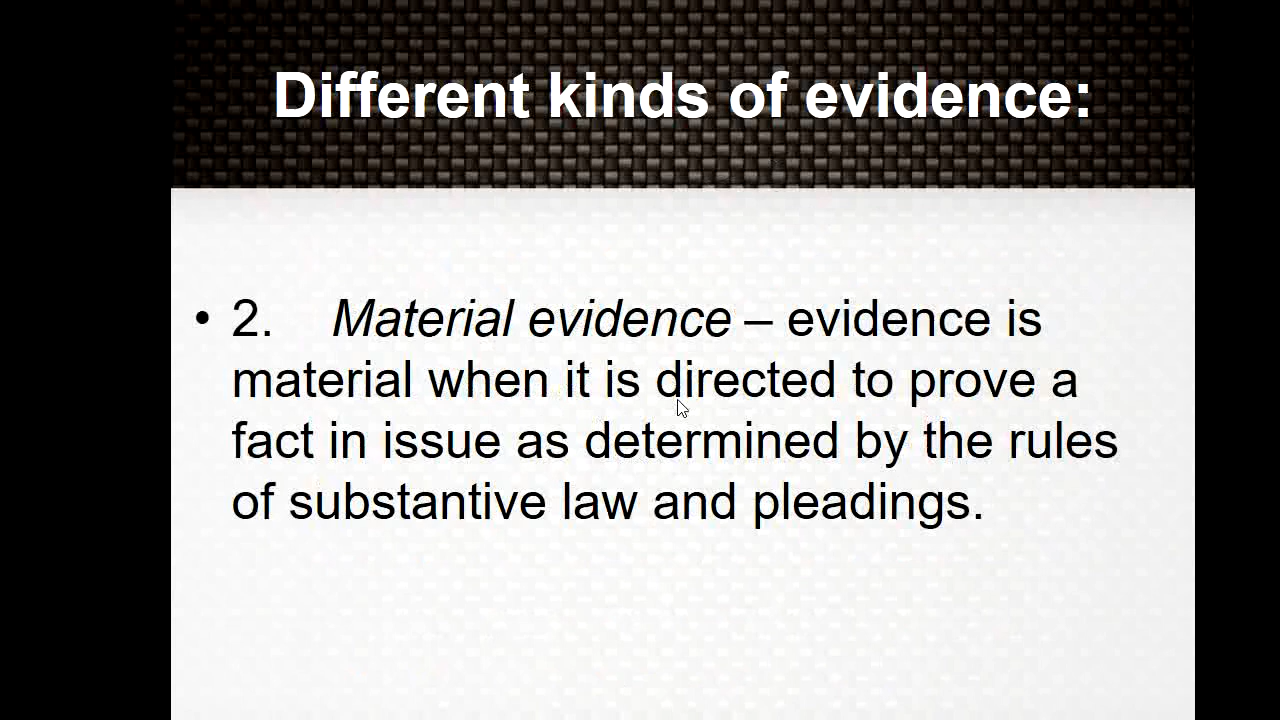 Different kinds of evidence:
• 2. Material evidence – evidence is
material when it is directed to prove a
fact in issue as determined by the rules
of substantive law and pleadings.